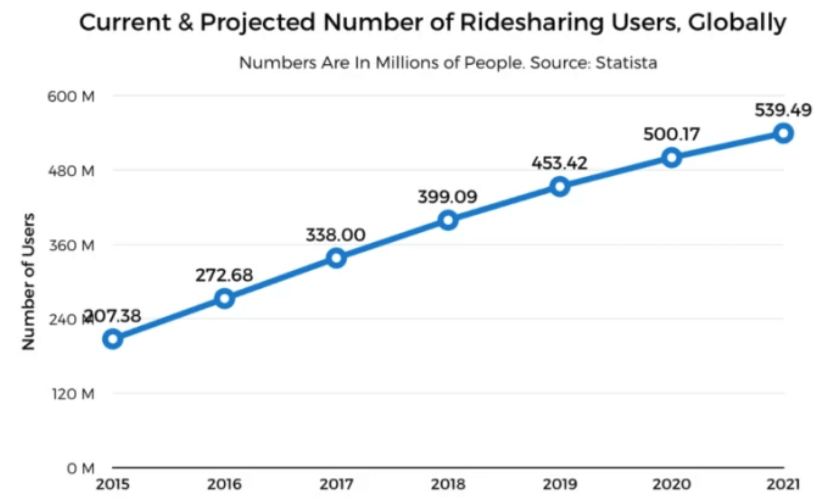 Current & Projected Number of Ridesharing Users, Globally
Numbers Are In Millions of People. Source: Statista
600 M
539.49
500.17
480 M
453.42
399.09
360 M
338.00
272.68
240 M
207.38
120 M
0 M
Number of Users
2015 2016 2017 2018 2019 2020 2021